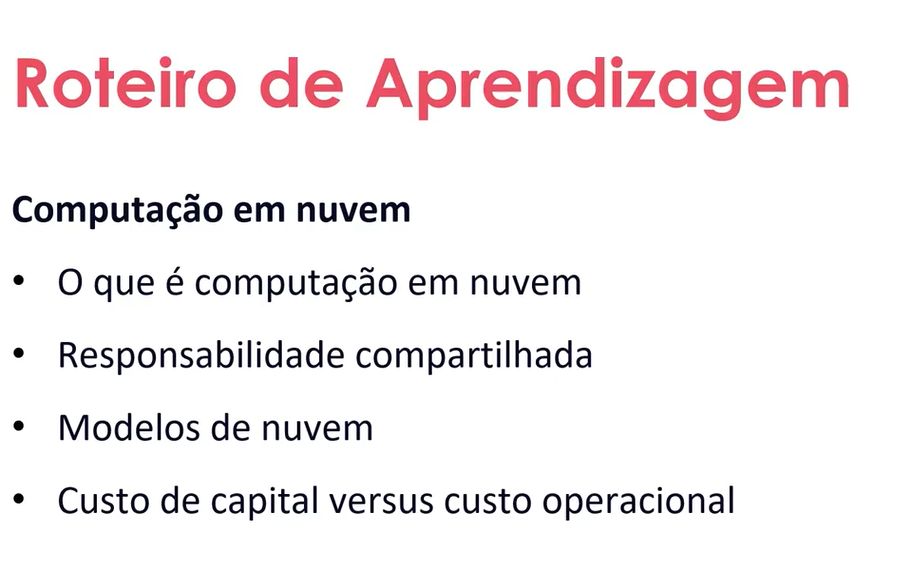 Roteiro de Aprendizagem
Computação em nuvem
• O que é computação em nuvem
• Responsabilidade compartilhada
• Modelos de nuvem
• Custo de capital versus custo operacional